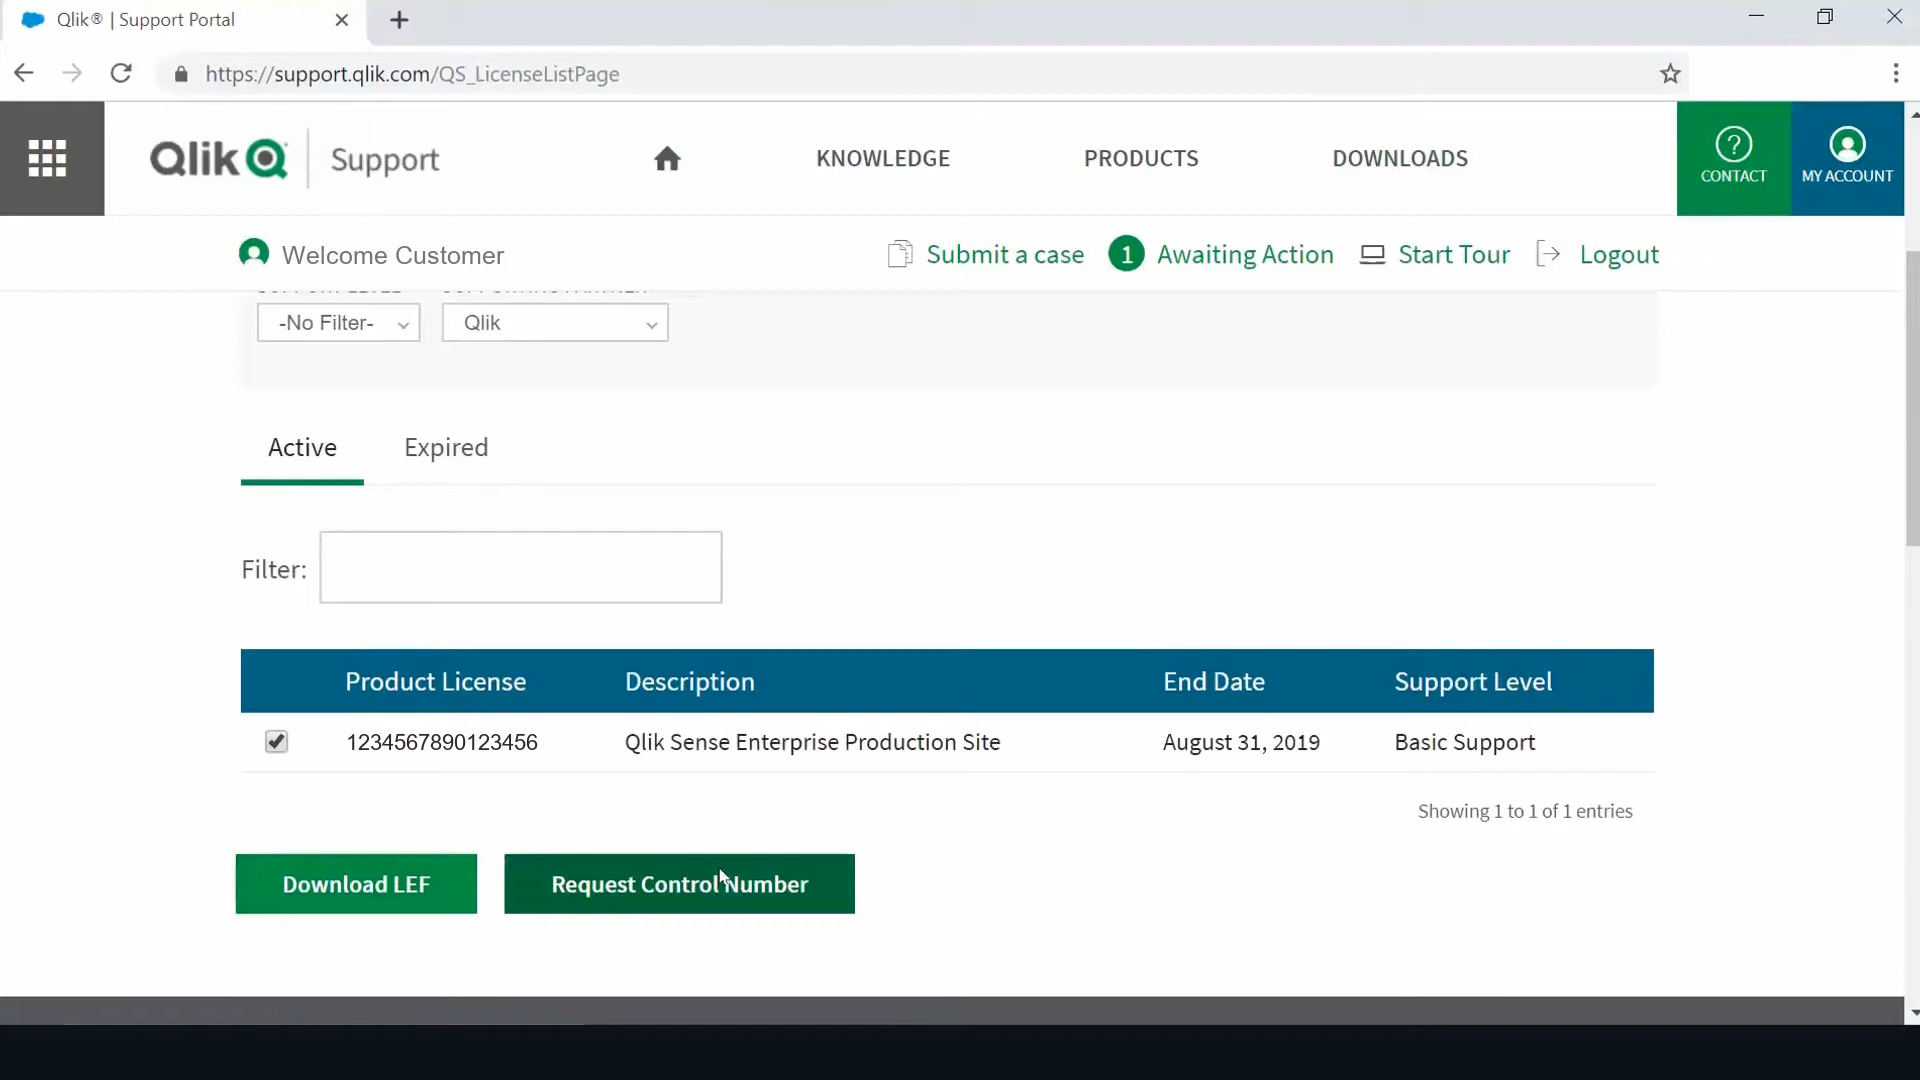 Qlik® | Support Portal
https://support.qlik.com/QS_LicenseListPage
Qlik Support
KNOWLEDGE
PRODUCTS
DOWNLOADS
? CONTACT
MY ACCOUNT
Welcome Customer
Submit a case
1 Awaiting Action
Start Tour
Logout
-No Filter-
Qlik
Active
Expired
Filter:
Product License Description End Date Support Level
1234567890123456 Qlik Sense Enterprise Production Site August 31, 2019 Basic Support
Showing 1 to 1 of 1 entries
Download LEF
Request Control Number